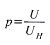 p = U / U_H